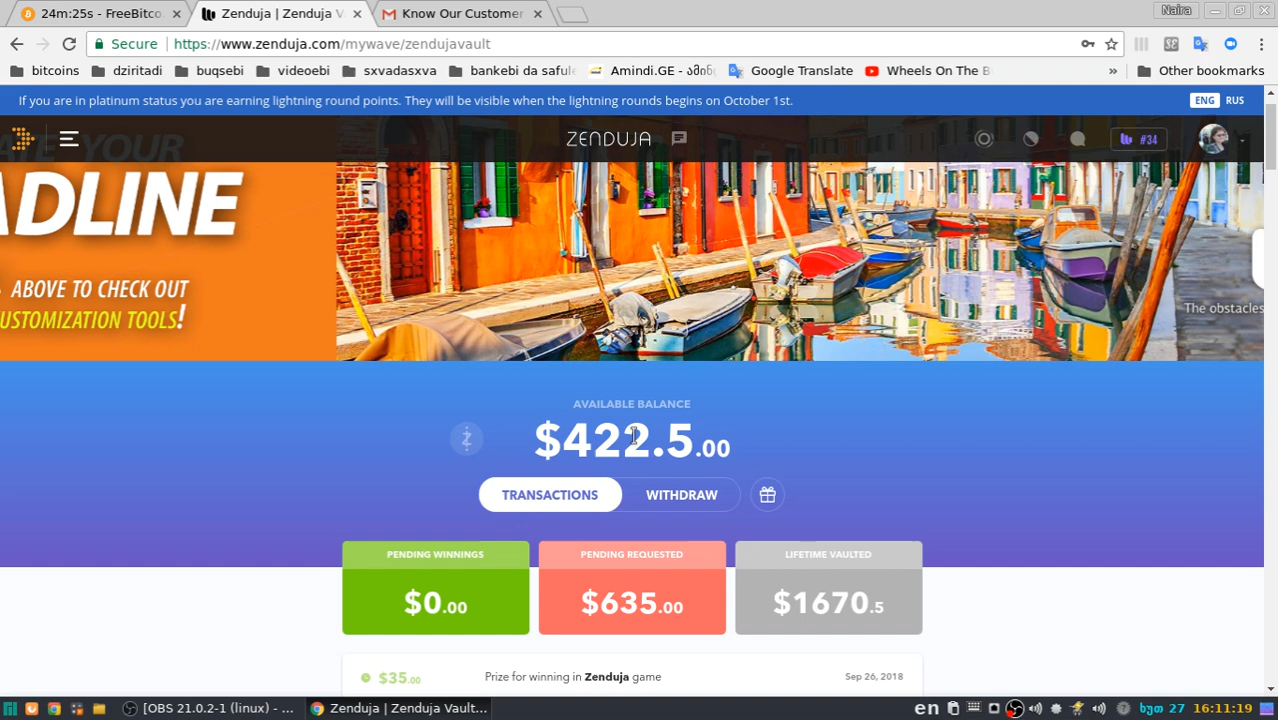 24m:25s - FreeBitco
Zenduja | Zenduja V
Know Our Customer
Naira
Secure | https://www.zenduja.com/mywave/zendujavault
bitcoins
dziritadi
buqsebi
videoebi
sxvadasxva
bankebi da safule
Amindi.GE - ამინ
Google Translate
Wheels On The B
»
Other bookmarks
If you are in platinum status you are earning lightning round points. They will be visible when the lightning rounds begins on October 1st.
ENG RUS
ATE YOUR
ZENDUJA
#34
ADLINE
ABOVE TO CHECK OUT
USTOMIZATION TOOLS!
The obstacles
AVAILABLE BALANCE
$422.5.00
TRANSACTIONS
WITHDRAW
PENDING WINNINGS
$0.00
PENDING REQUESTED
$635.00
LIFETIME VAULTED
$1670.5
$35.00
Prize for winning in Zenduja game
Sep 26, 2018
[OBS 21.0.2-1 (linux) - ...
Zenduja | Zenduja Vault...
en
ხუთ 27
16:11:19